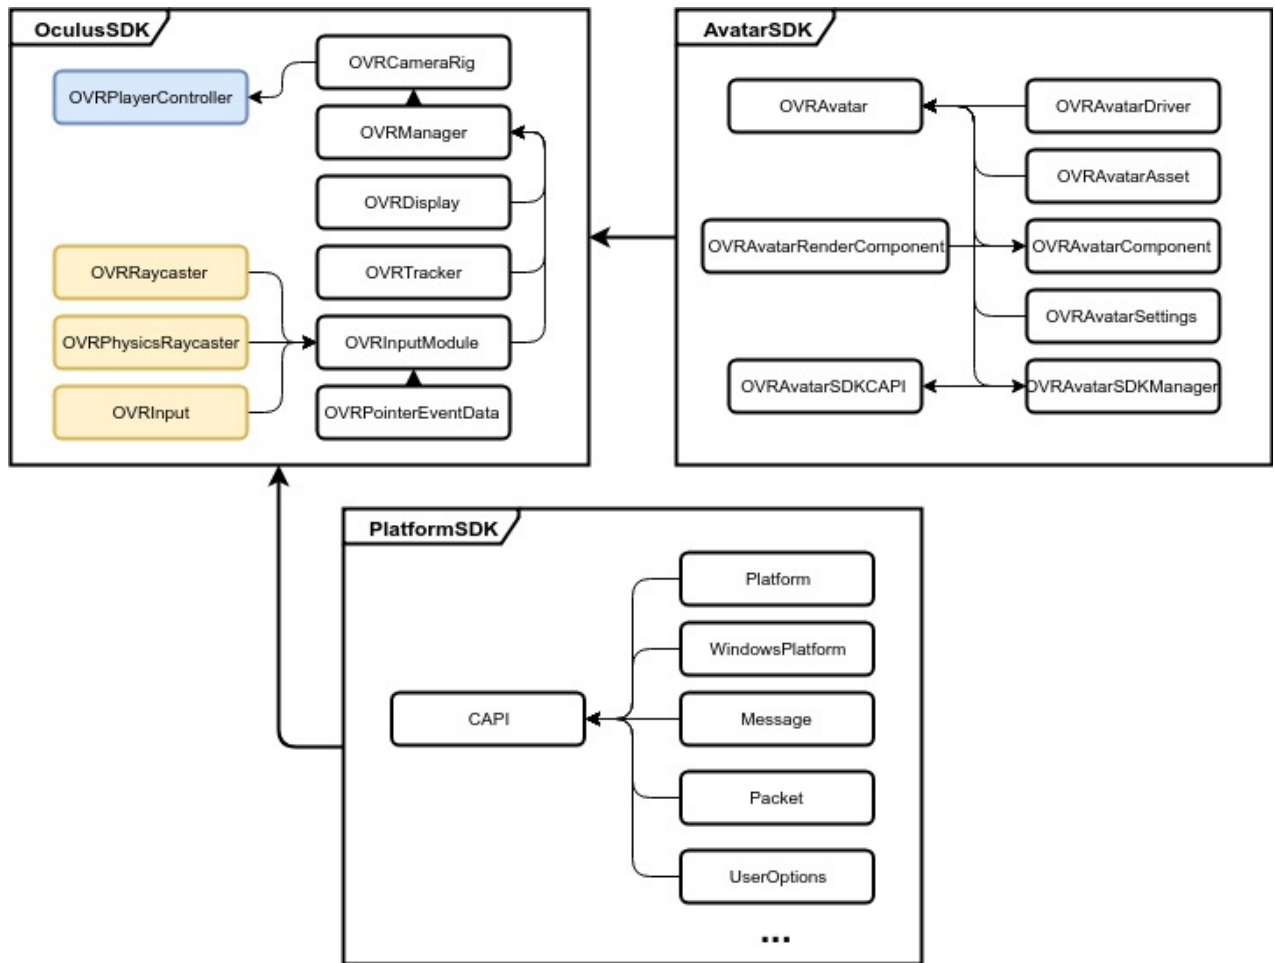 OculusSDK
OVRCameraRig
OVRPlayerController
OVRManager
OVRDisplay
OVRRaycaster
OVRTracker
OVRPhysicsRaycaster
OVRInputModule
OVRInput
OVRPointerEventData
AvatarSDK
OVRAvatar
OVRAvatarDriver
OVRAvatarAsset
OVRAvatarRenderComponent
OVRAvatarComponent
OVRAvatarSettings
OVRAvatarSDKCAPI
OVRAvatarSDKManager
PlatformSDK
Platform
WindowsPlatform
CAPI
Message
Packet
UserOptions
...